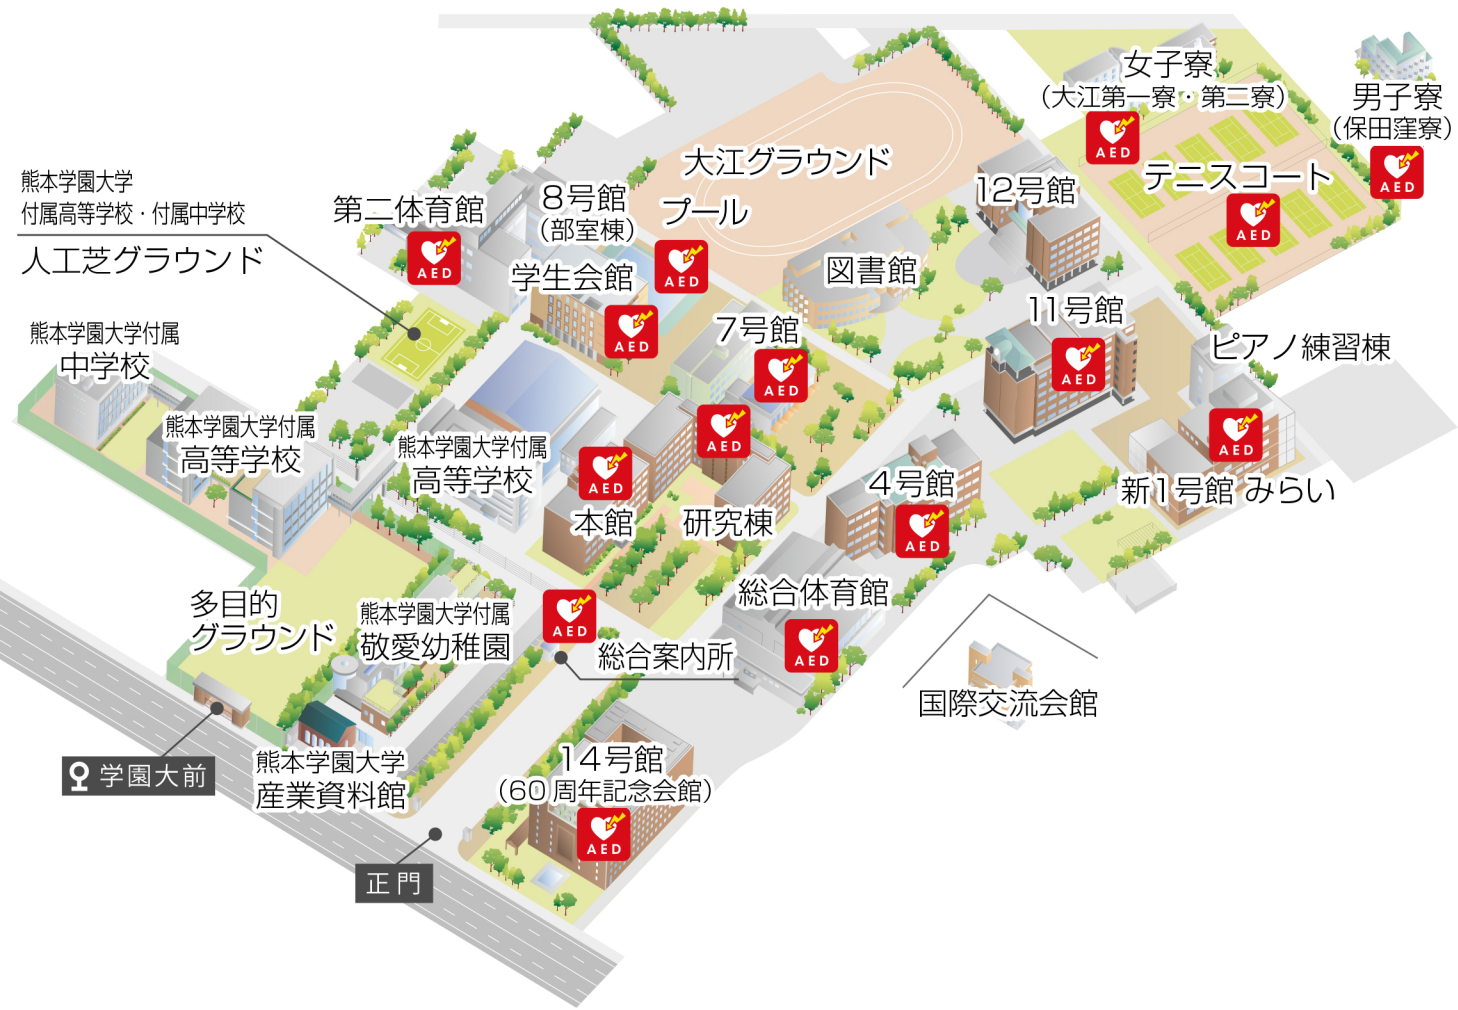 女子寮
（大江第一寮・第二寮）
AED
男子寮
（保田窪寮）
AED
大江グラウンド
テニスコート
AED
12号館
熊本学園大学
付属高等学校・付属中学校
人工芝グラウンド
第二体育館
AED
8号館
（部室棟）
プール
AED
学生会館
AED
図書館
7号館
AED
11号館
AED
ピアノ練習棟
熊本学園大学付属
中学校
熊本学園大学付属
高等学校
熊本学園大学付属
高等学校
AED
本館
AED
研究棟
4号館
AED
AED
新1号館 みらい
多目的
グラウンド
熊本学園大学付属
敬愛幼稚園
AED
総合案内所
総合体育館
AED
国際交流会館
学園大前
熊本学園大学
産業資料館
14号館
（60周年記念会館）
AED
正門